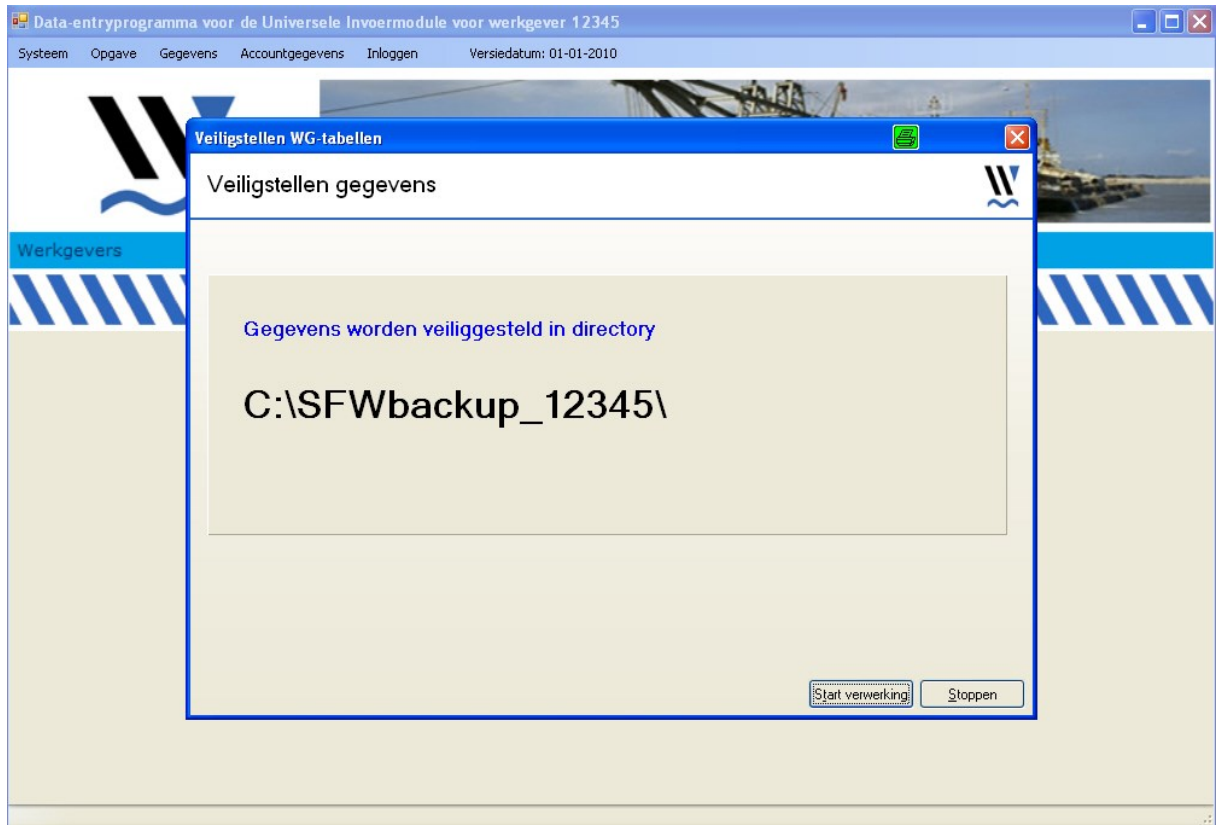 Data-entryprogramma voor de Universele Invoermodule voor werkgever 12345
Systeem Opgave Gegevens Accountgegevens Inloggen Versiedatum: 01-01-2010
Veiligstellen WG-tabellen
Veiligstellen gegevens
Werkgevers
Gegevens worden veiliggesteld in directory
C:\SFWbackup_12345\
Start verwerking Stoppen